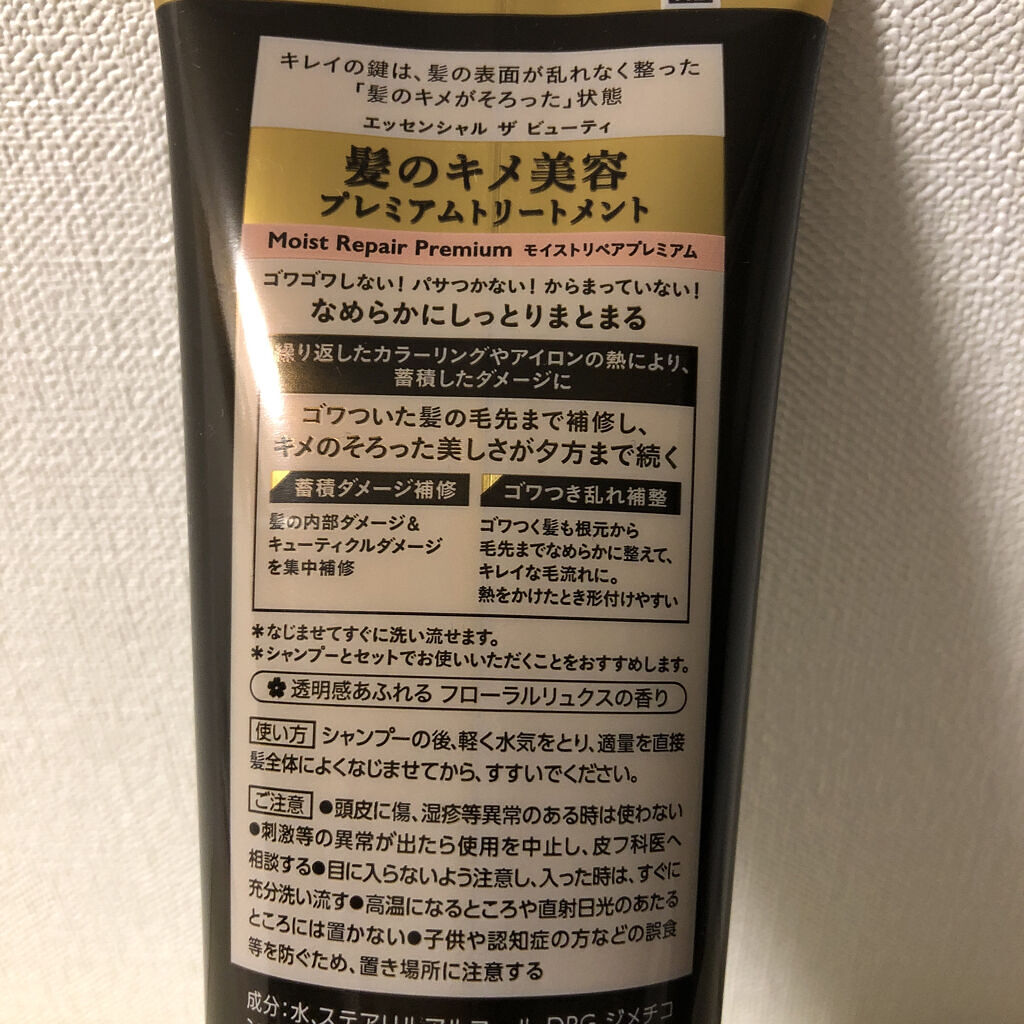 キレイの鍵は、髪の表面が乱れなく整った
「髪のキメがそろった」状態
エッセンシャル ザ ビューティ
髪のキメ美容
プレミアムトリートメント
Moist Repair Premium モイストリペアプレミアム
ゴワゴワしない！パサつかない！からまっていない！
なめらかにしっとりまとまる
繰り返したカラーリングやアイロンの熱により、
蓄積したダメージに
ゴワついた髪の毛先まで補修し、
キメのそろった美しさが夕方まで続く
蓄積ダメージ補修
髪の内部ダメージ＆
キューティクルダメージ
を集中補修
ゴワつき乱れ補整
ゴワつく髪も根元から
毛先までなめらかに整えて、
キレイな毛流れに。
熱をかけたとき形付けやすい
＊なじませてすぐに洗い流せます。
＊シャンプーとセットでお使いいただくことをおすすめします。
透明感あふれる フローラルリュクスの香り
使い方 シャンプーの後、軽く水気をとり、適量を直接
髪全体によくなじませてから、すすいでください。
ご注意 ●頭皮に傷、湿疹等異常のある時は使わない
●刺激等の異常が出たら使用を中止し、皮フ科医へ
相談する●目に入らないよう注意し、入った時は、すぐに
充分洗い流す●高温になるところや直射日光のあたる
ところには置かない●子供や認知症の方などの誤食
等を防ぐため、置き場所に注意する
成分：水、ステアリルアルコール、DPG、ジメチコ